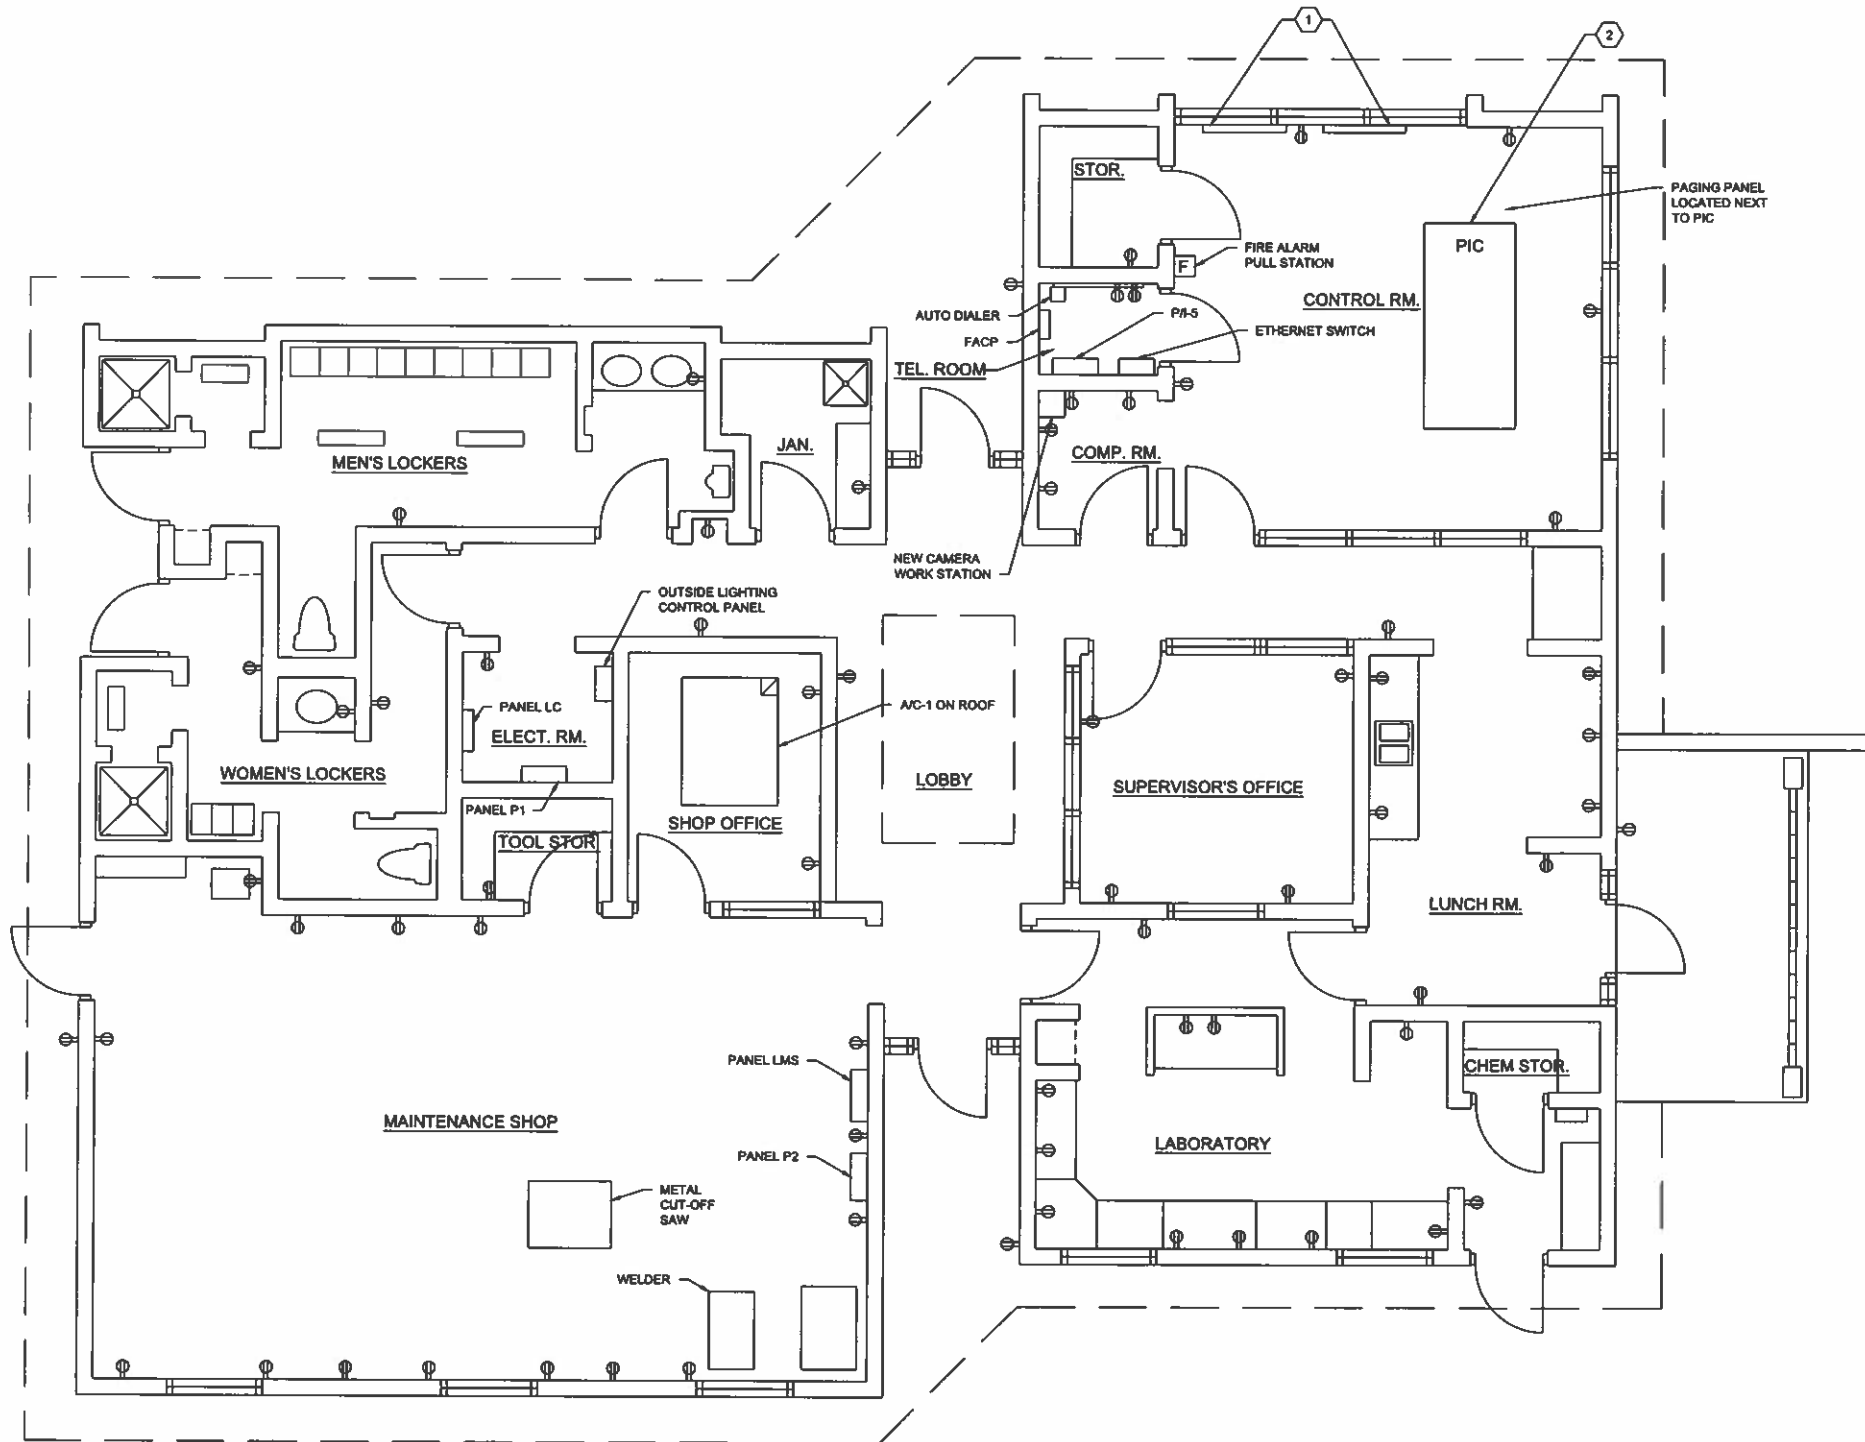 1
2
STOR.
PAGING PANEL
LOCATED NEXT
TO PIC
PIC
FIRE ALARM
PULL STATION
F
CONTROL RM.
AUTO DIALER
P/I-5
ETHERNET SWITCH
FACP
TEL. ROOM
JAN.
COMP. RM.
MEN'S LOCKERS
NEW CAMERA
WORK STATION
OUTSIDE LIGHTING
CONTROL PANEL
PANEL LC
A/C-1 ON ROOF
ELECT. RM.
WOMEN'S LOCKERS
LOBBY
SUPERVISOR'S OFFICE
PANEL P1
SHOP OFFICE
TOOL STOR
LUNCH RM.
PANEL LMS
CHEM STOR.
MAINTENANCE SHOP
LABORATORY
PANEL P2
METAL
CUT-OFF
SAW
WELDER